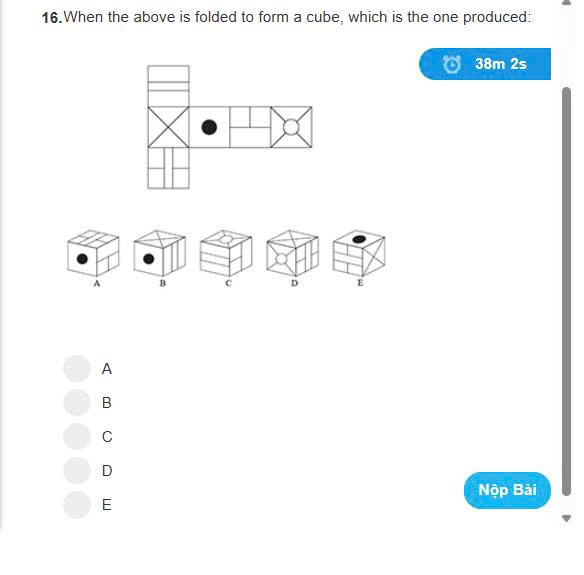 16.When the above is folded to form a cube, which is the one produced:
38m 2s
A B C D E
A
B
C
D
E
Nộp Bài